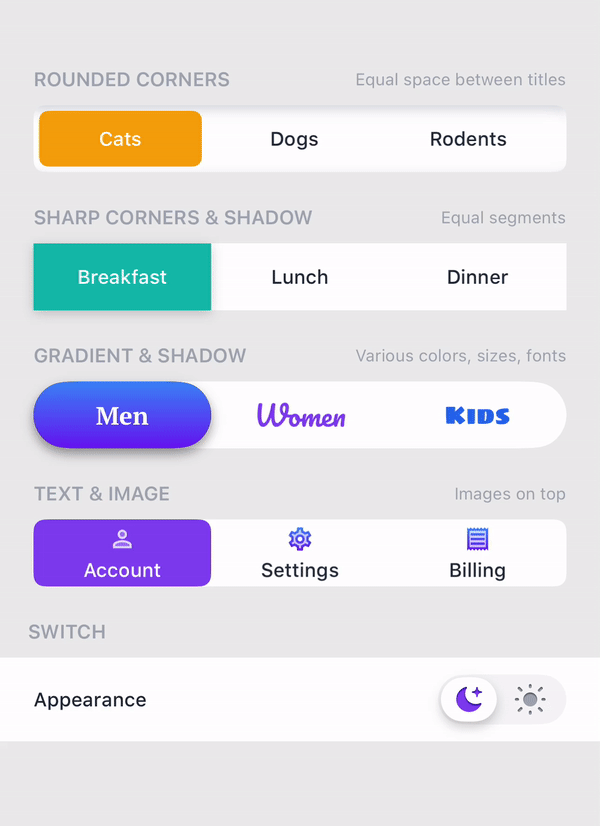 ROUNDED CORNERS Equal space between titles
Cats Dogs Rodents
SHARP CORNERS & SHADOW Equal segments
Breakfast Lunch Dinner
GRADIENT & SHADOW Various colors, sizes, fonts
Men Women KIDS
TEXT & IMAGE Images on top
Account Settings Billing
SWITCH
Appearance